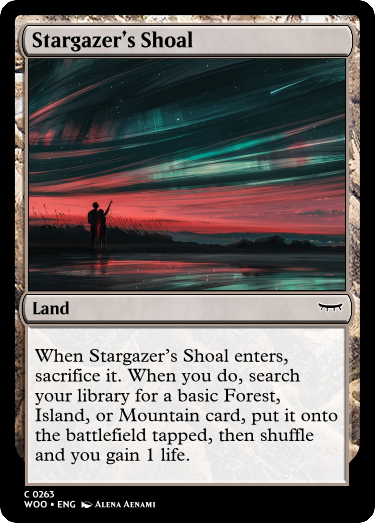 Stargazer's Shoal
Land
When Stargazer's Shoal enters,
sacrifice it. When you do, search
your library for a basic Forest,
Island, or Mountain card, put it onto
the battlefield tapped, then shuffle
and you gain 1 life.
C 0263
WOO • ENG Alena Aenami